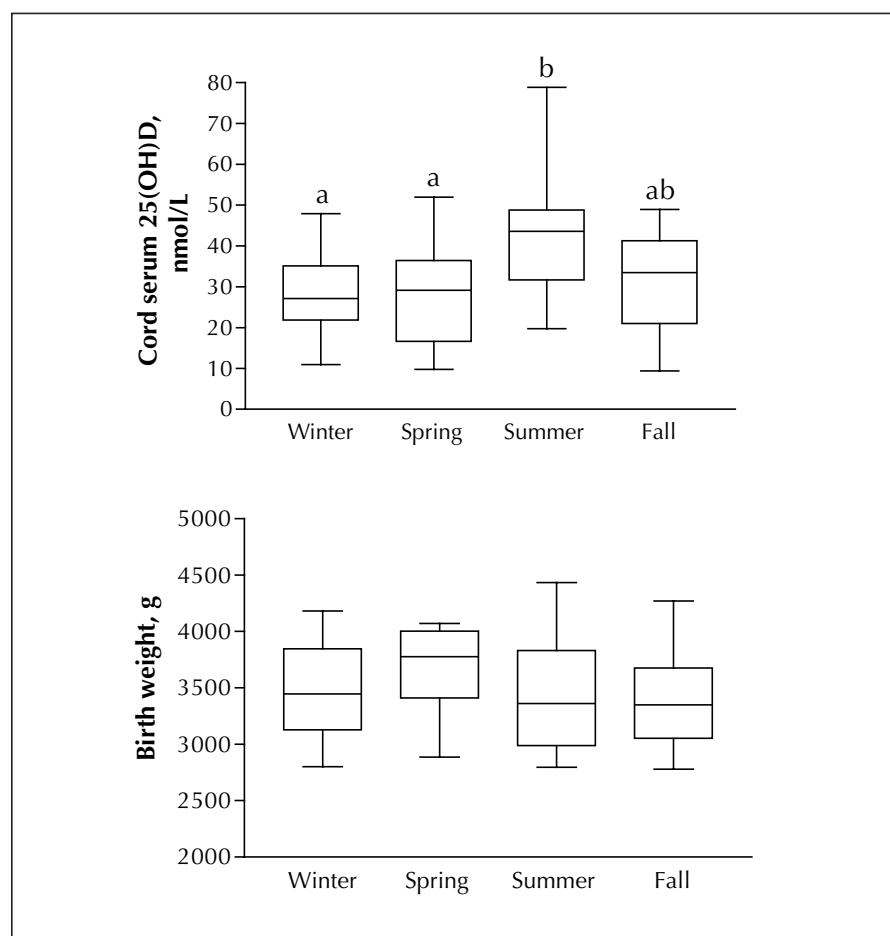 Cord serum 25(OH)D,
nmol/L
80
70
60
50
40
30
20
10
0
a
a
b
ab
Winter Spring Summer Fall
Birth weight, g
5000
4500
4000
3500
3000
2500
2000
Winter Spring Summer Fall